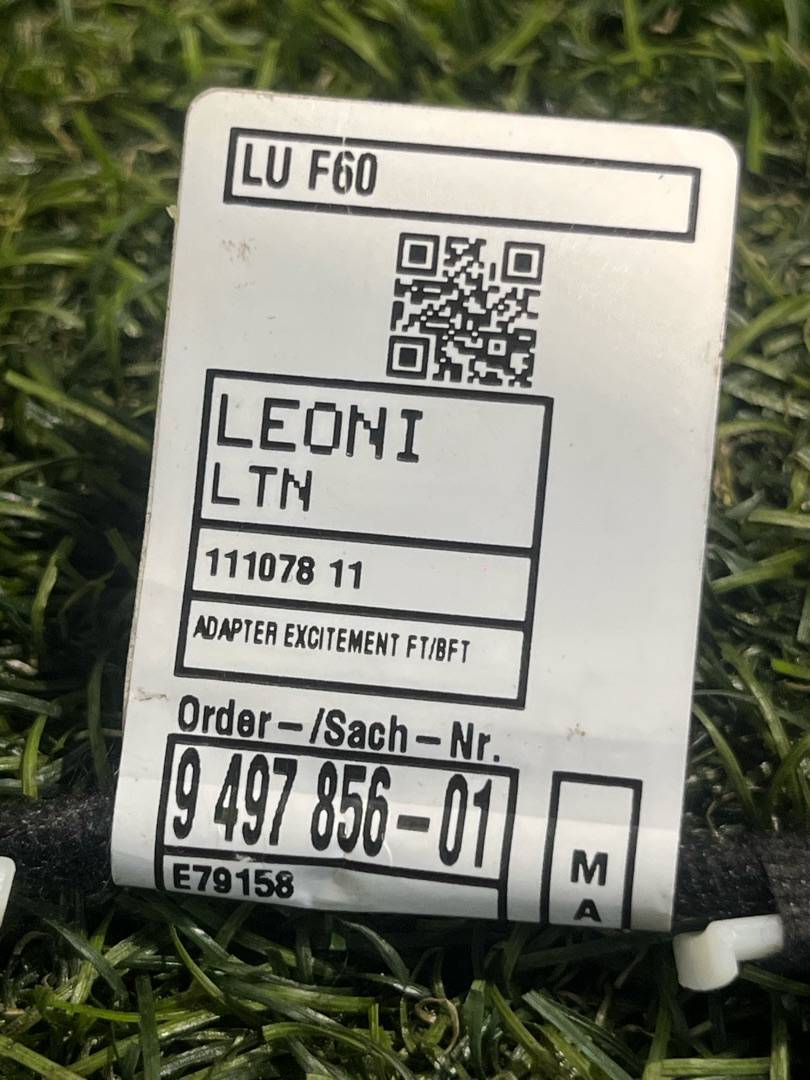 LU F60
LEONI
LTN
111078 11
ADAPTER EXCITEMENT FT/BFT
Order-/Sach-Nr.
9 497 856-01
E79158
M
A